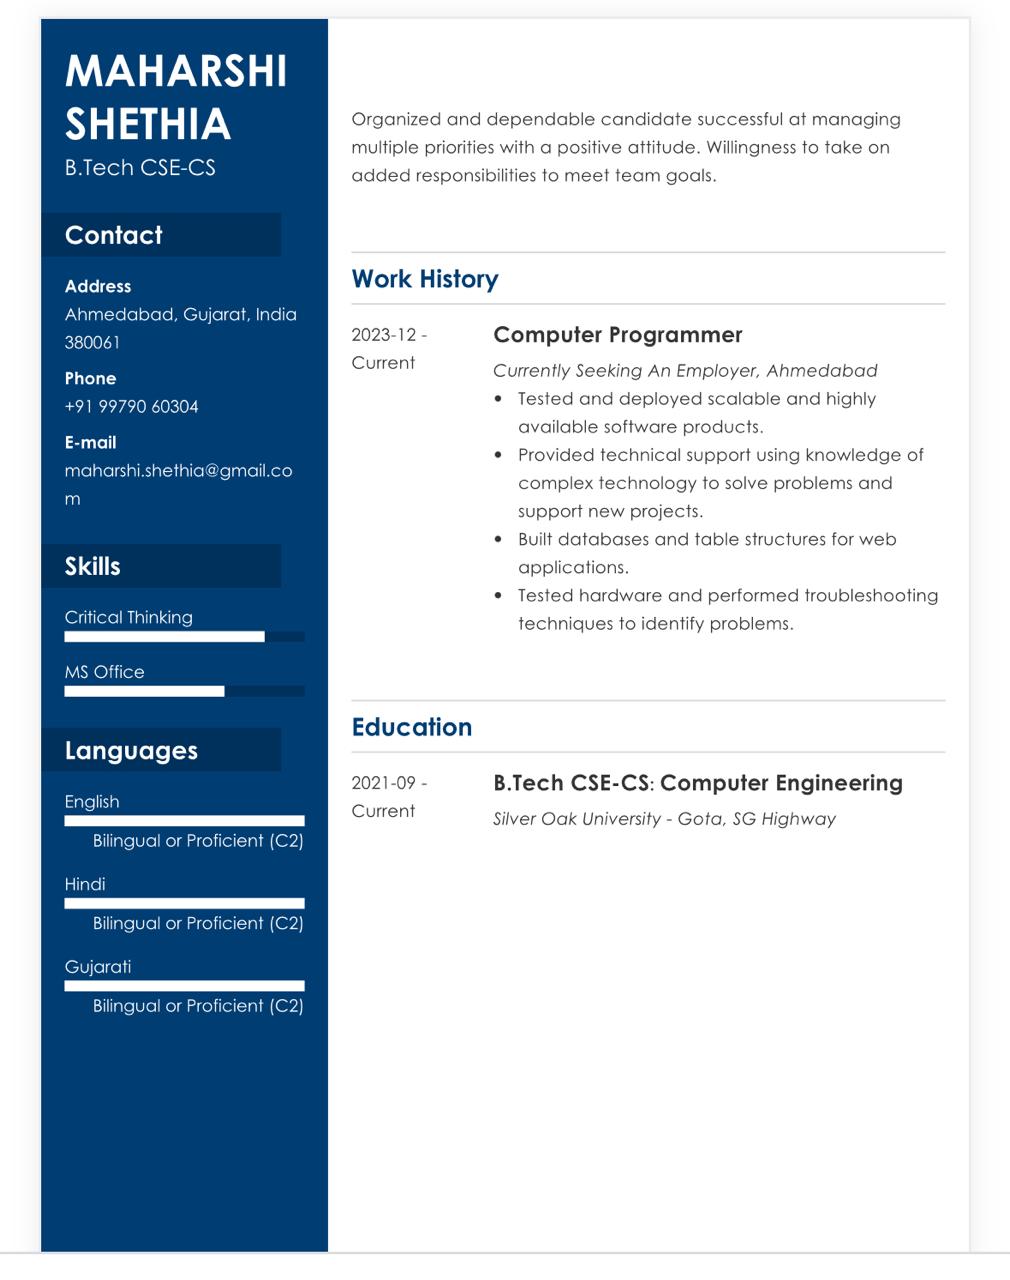 MAHARSHI
SHETHIA
B.Tech CSE-CS
Contact
Address
Ahmedabad, Gujarat, India
380061
Phone
+91 99790 60304
E-mail
maharshi.shethia@gmail.co
m
Skills
Critical Thinking
MS Office
Languages
English
Bilingual or Proficient (C2)
Hindi
Bilingual or Proficient (C2)
Gujarati
Bilingual or Proficient (C2)
Organized and dependable candidate successful at managing
multiple priorities with a positive attitude. Willingness to take on
added responsibilities to meet team goals.
Work History
2023-12 -
Current
Computer Programmer
Currently Seeking An Employer, Ahmedabad
• Tested and deployed scalable and highly
available software products.
• Provided technical support using knowledge of
complex technology to solve problems and
support new projects.
• Built databases and table structures for web
applications.
• Tested hardware and performed troubleshooting
techniques to identify problems.
Education
2021-09 -
Current
B.Tech CSE-CS: Computer Engineering
Silver Oak University - Gota, SG Highway